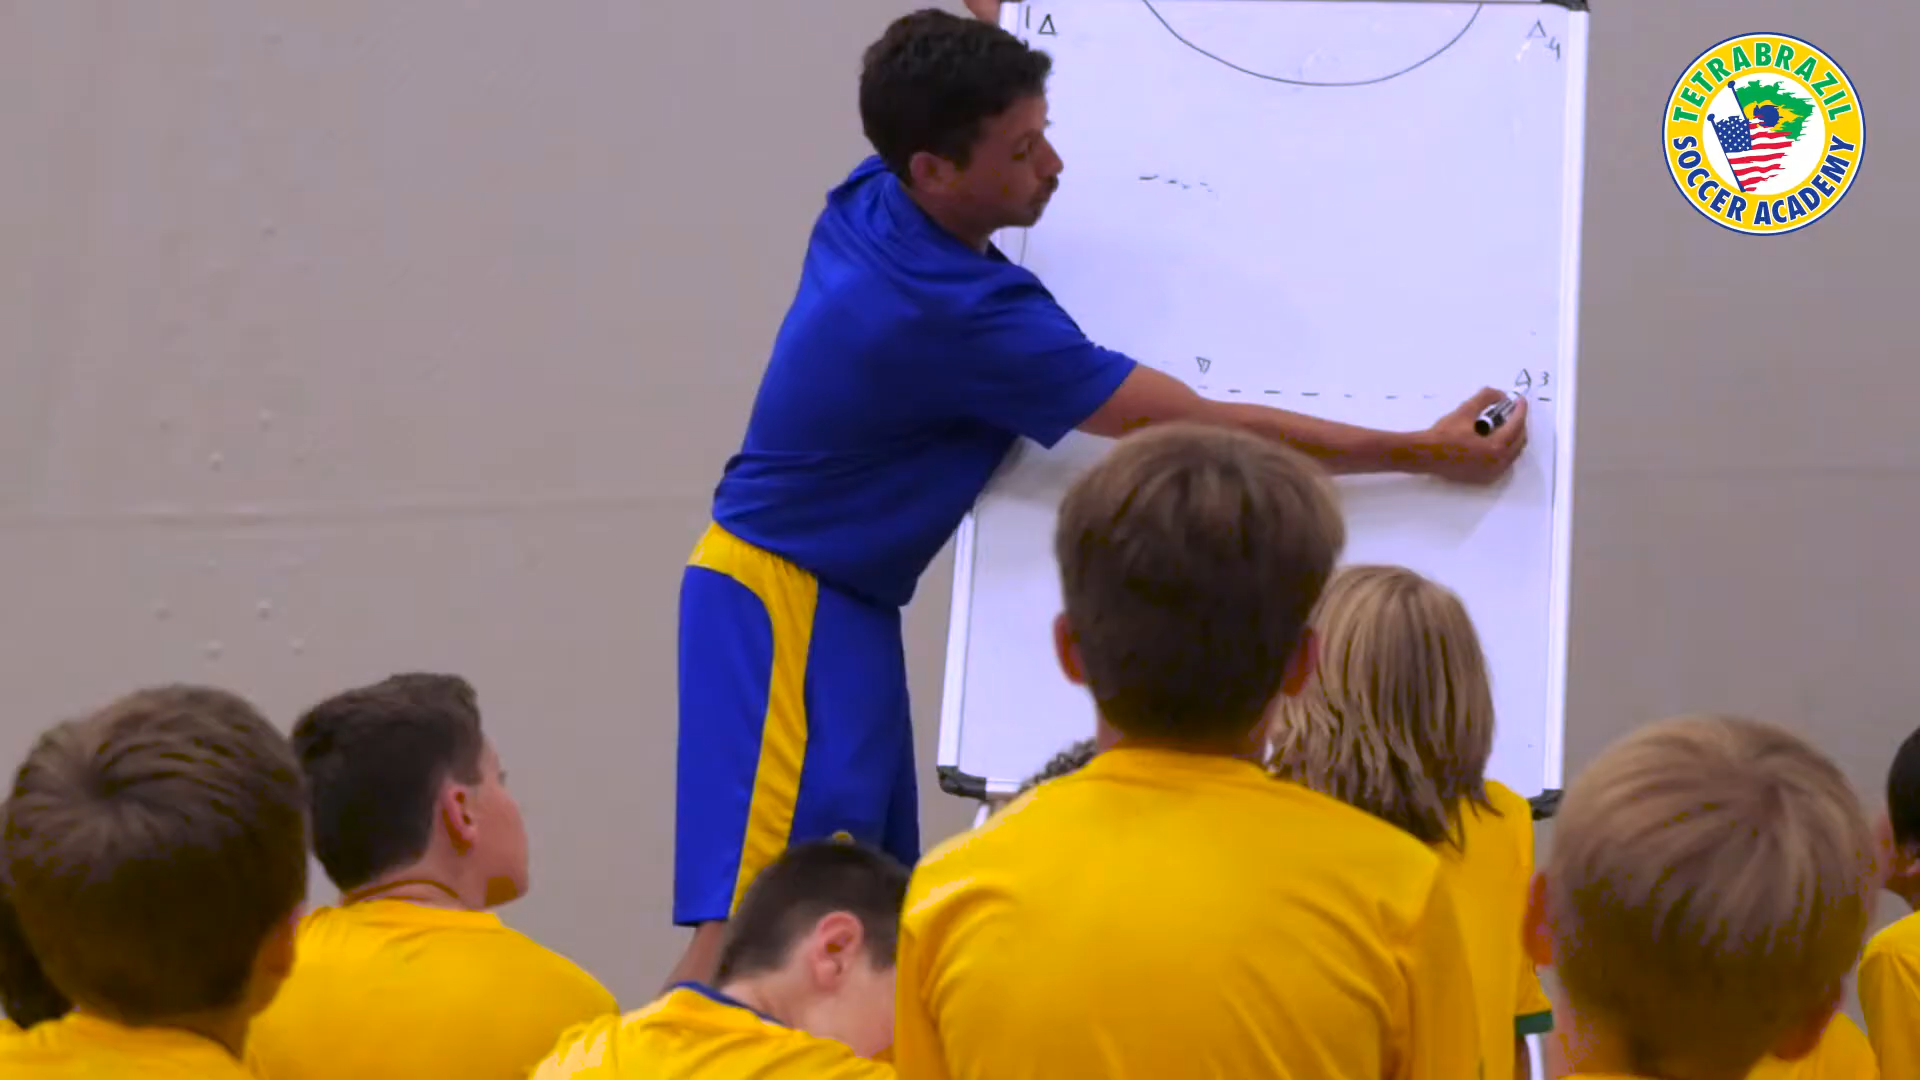 1 Δ
Δ 4
Δ 3
TETRABRAZIL
SOCCER ACADEMY